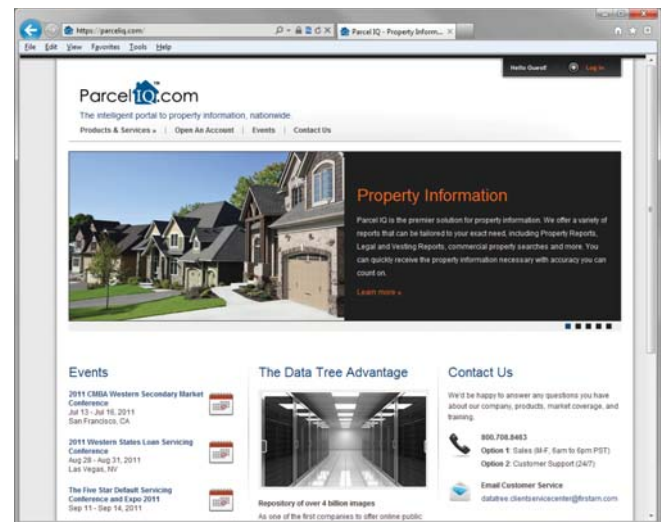 https://parceliq.com/
Parcel IQ - Property Inform...
File Edit View Favorites Tools Help
Hello Guest! Log in
ParcelIQ.com
The intelligent portal to property information, nationwide
Products & Services » | Open An Account | Events | Contact Us
Property Information
Parcel IQ is the premier solution for property information. We offer a variety of
reports that can be tailored to your exact need, including Property Reports,
Legal and Vesting Reports, commercial property searches and more. You
can quickly receive the property information necessary with accuracy you can
count on.
Learn more »
Events
2011 CMBA Western Secondary Market
Conference
Jul 13 - Jul 16, 2011
San Francisco, CA
2011 Western States Loan Servicing
Conference
Aug 28 - Aug 31, 2011
Las Vegas, NV
The Five Star Default Servicing
Conference and Expo 2011
Sep 11 - Sep 14, 2011
The Data Tree Advantage
Repository of over 4 billion images
As one of the first companies to offer online public
Contact Us
We'd be happy to answer any questions you have
about our company, products, market coverage, and
training.
800.708.8463
Option 1: Sales (M-F, 6am to 6pm PST)
Option 2: Customer Support (24/7)
Email Customer Service
datatree.clientservicecenter@firstam.com